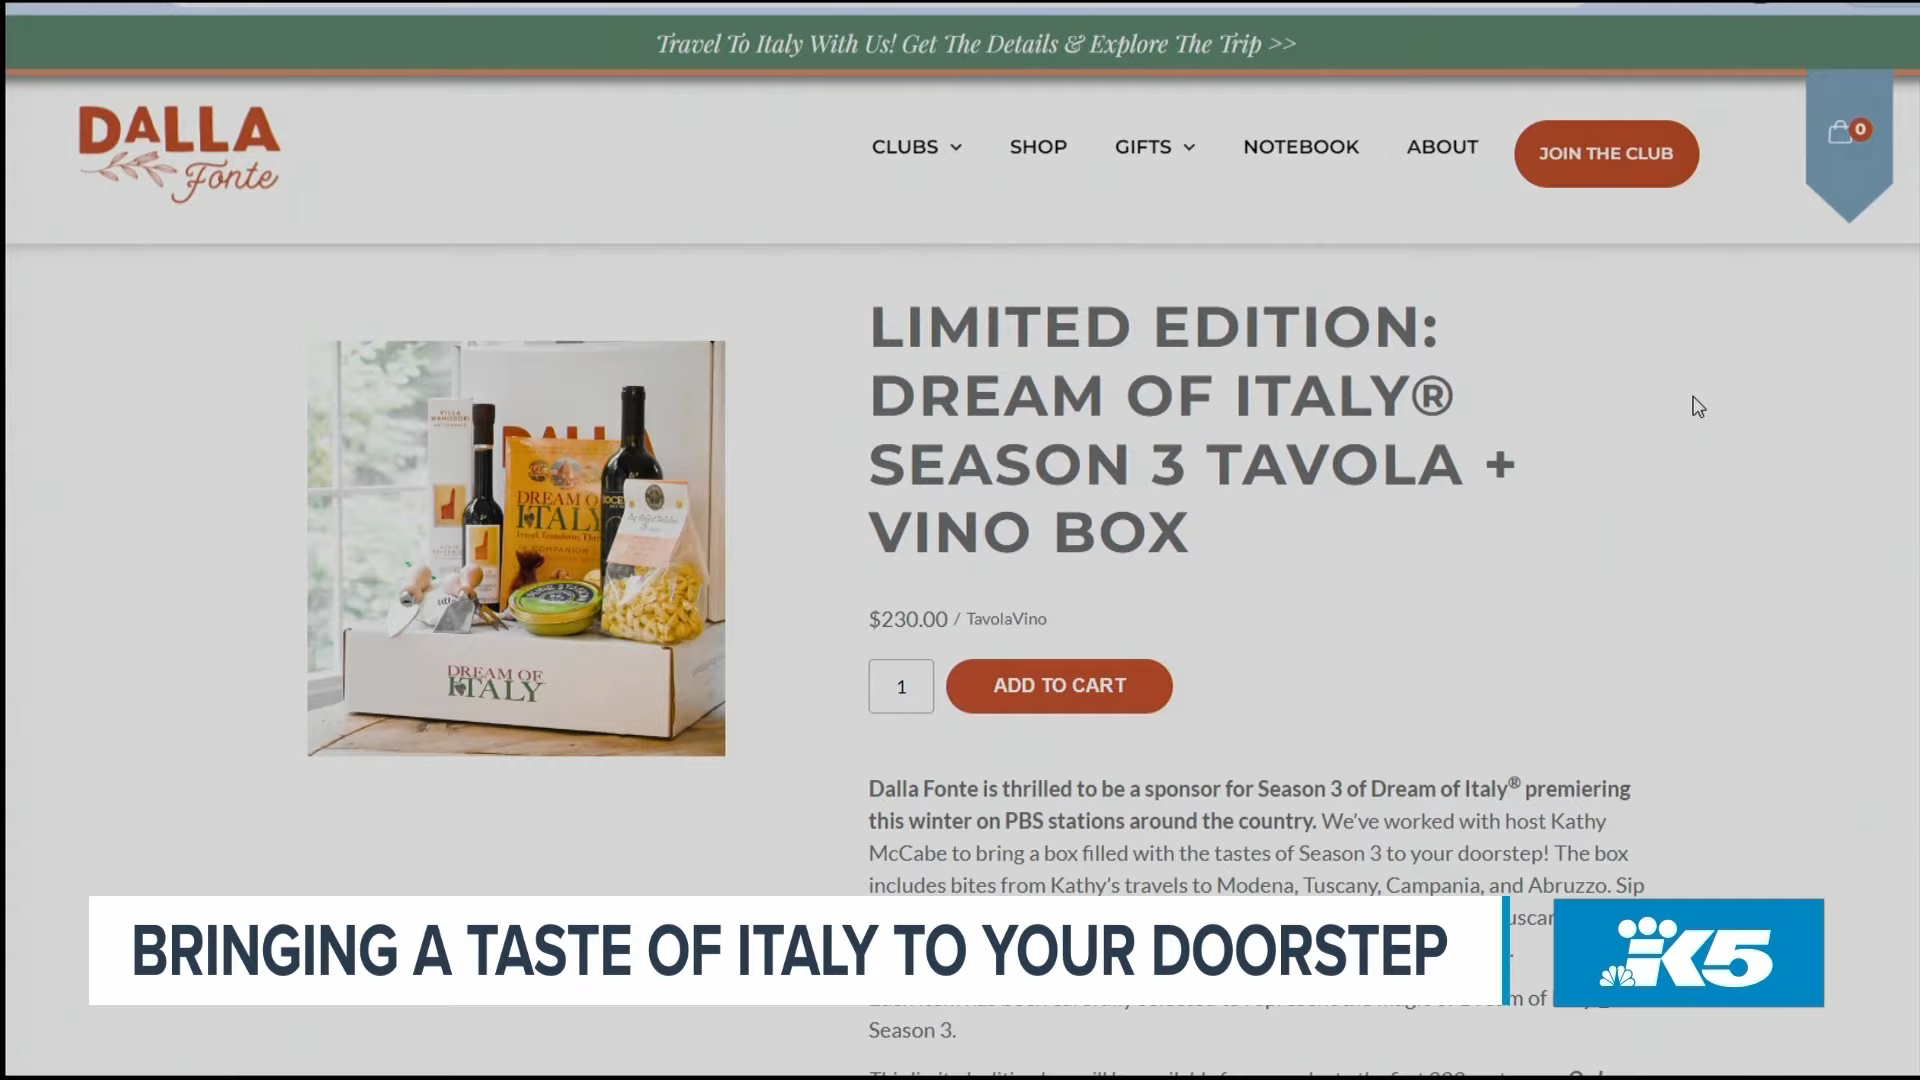 Travel To Italy With Us! Get The Details & Explore The Trip >>
DALLA
Fonte
CLUBS
SHOP
GIFTS
NOTEBOOK
ABOUT
JOIN THE CLUB
0
LIMITED EDITION:
DREAM OF ITALY®
SEASON 3 TAVOLA +
VINO BOX
DREAM OF
ITALY
DREAM OF
ITALY
$230.00 / TavolaVino
1
ADD TO CART
Dalla Fonte is thrilled to be a sponsor for Season 3 of Dream of Italy® premiering
this winter on PBS stations around the country. We've worked with host Kathy
McCabe to bring a box filled with the tastes of Season 3 to your doorstep! The box
includes bites from Kathy's travels to Modena, Tuscany, Campania, and Abruzzo. Sip
BRINGING A TASTE OF ITALY TO YOUR DOORSTEP
K5
Season 3.